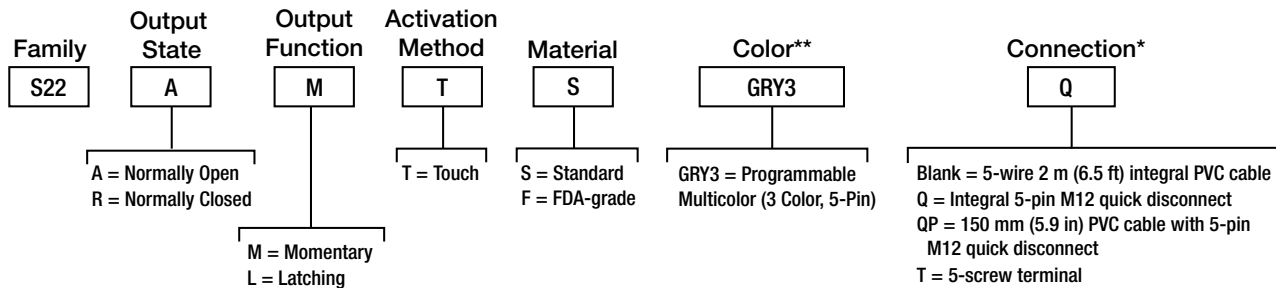 Family
Output
State
Output
Function
Activation
Method
Material
Color**
Connection*
S22
A
M
T
S
GRY3
Q
A = Normally Open
R = Normally Closed
M = Momentary
L = Latching
T = Touch
S = Standard
F = FDA-grade
GRY3 = Programmable
Multicolor (3 Color, 5-Pin)
Blank = 5-wire 2 m (6.5 ft) integral PVC cable
Q = Integral 5-pin M12 quick disconnect
QP = 150 mm (5.9 in) PVC cable with 5-pin
M12 quick disconnect
T = 5-screw terminal